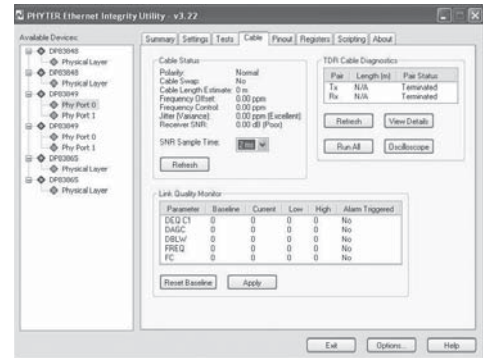 PHYTER Ethernet Integrity Utility - v3.22
Available Devices:
DP83848
Physical Layer
DP83848
Physical Layer
DP83849
Phy Port 0
Phy Port 1
DP83849
Phy Port 0
Phy Port 1
DP83865
Physical Layer
DP83865
Physical Layer
Summary Settings Tests Cable Pinout Registers Scripting About
Cable Status
Polarity: Normal
Cable Swap: No
Cable Length Estimate: 0 m
Frequency Offset: 0.00 ppm
Frequency Control: 0.00 ppm
Jitter (Variance): 0.00 ppm (Excellent)
Receiver SNR: 0.00 dB (Poor)
SNR Sample Time: 2 ms
Refresh
TDR Cable Diagnostics
Pair Length (m) Pair Status
Tx N/A Terminated
Rx N/A Terminated
Refresh View Details
Run All Oscilloscope
Link Quality Monitor
Parameter Baseline Current Low High Alarm Triggered
DEQ C1 0 0 0 0 No
DAGC 0 0 0 0 No
DBLW 0 0 0 0 No
FREQ 0 0 0 0 No
FC 0 0 0 0 No
Reset Baseline Apply
Exit Options... Help